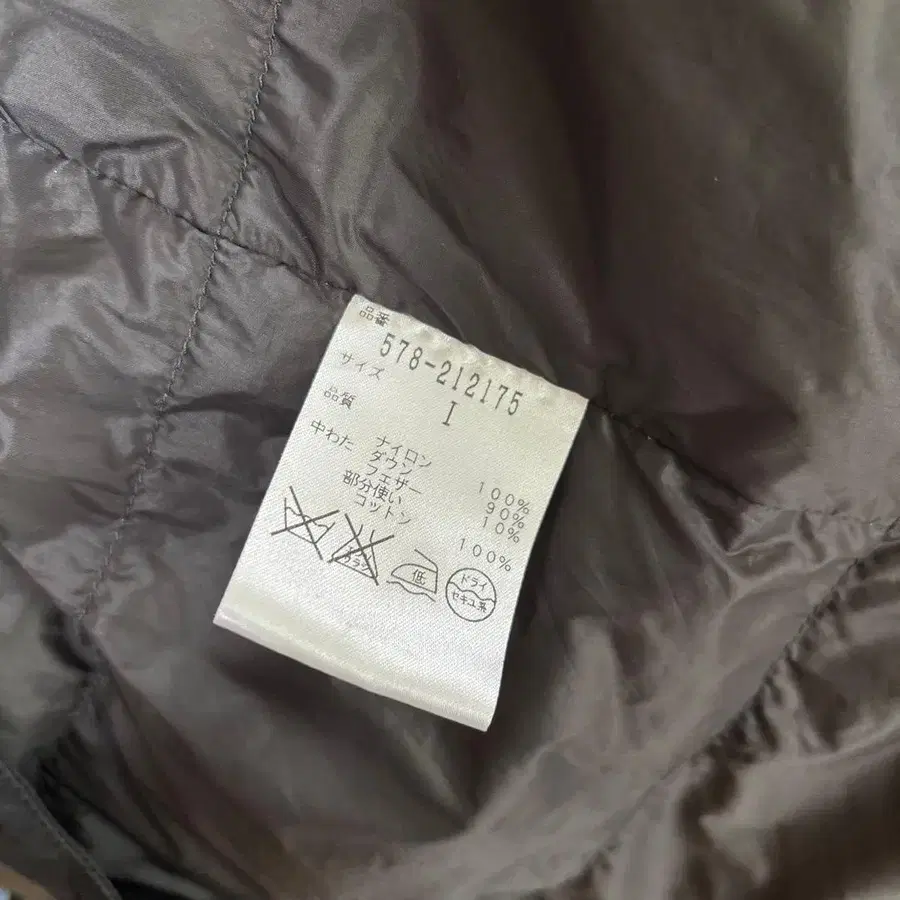 品番
578-212175
サイズ I
品質
ナイロン 100%
中わた ダウン 90%
フェザー 10%
部分使い
コットン 100%
低
ドライ
セキユ系